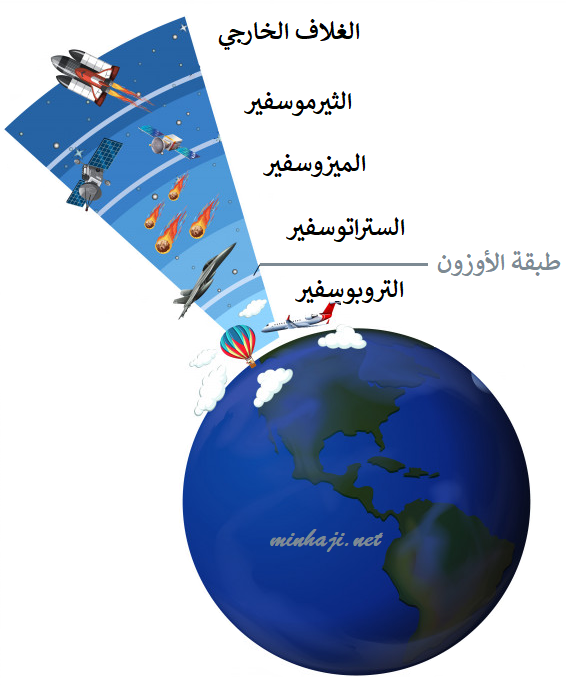 الغلاف الخارجي
الثيرموسفير
الميزوسفير
الستراتوسفير
طبقة الأوزون
التروبوسفير
minhaji.net